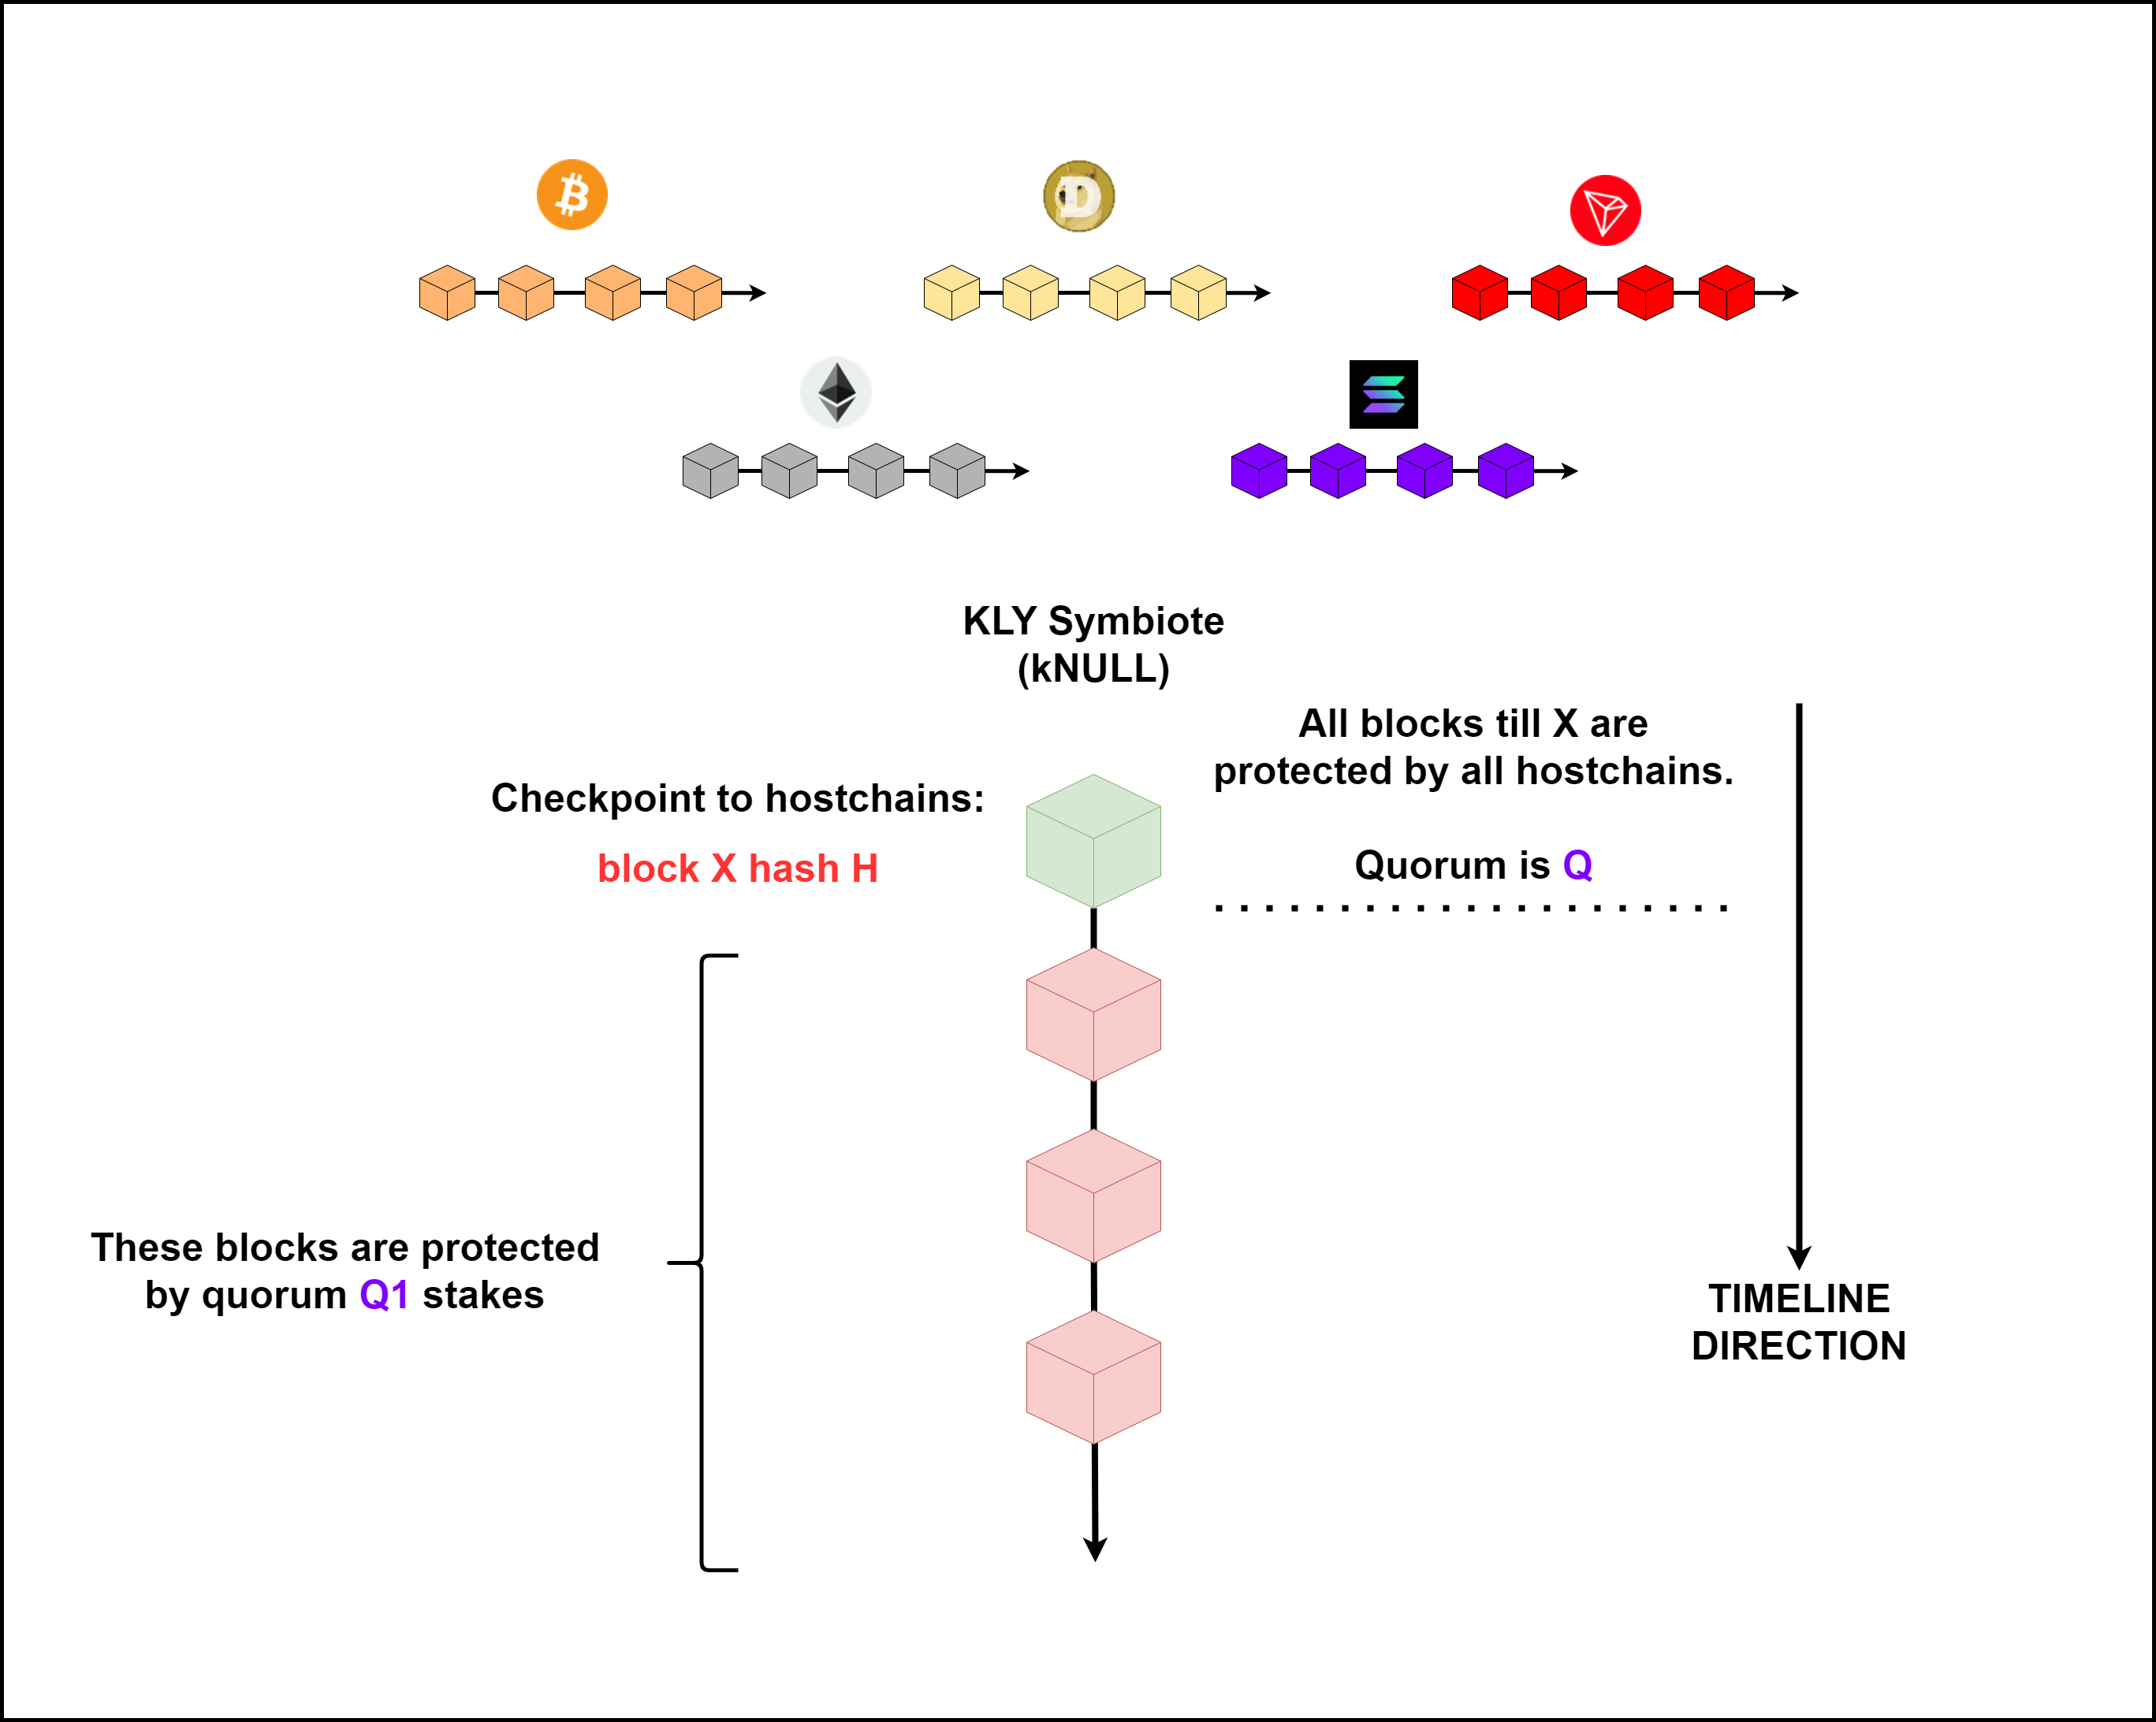 KLY Symbiote
(kNULL)
All blocks till X are
protected by all hostchains.
Checkpoint to hostchains:
block X hash H
Quorum is Q
These blocks are protected
by quorum Q1 stakes
TIMELINE
DIRECTION